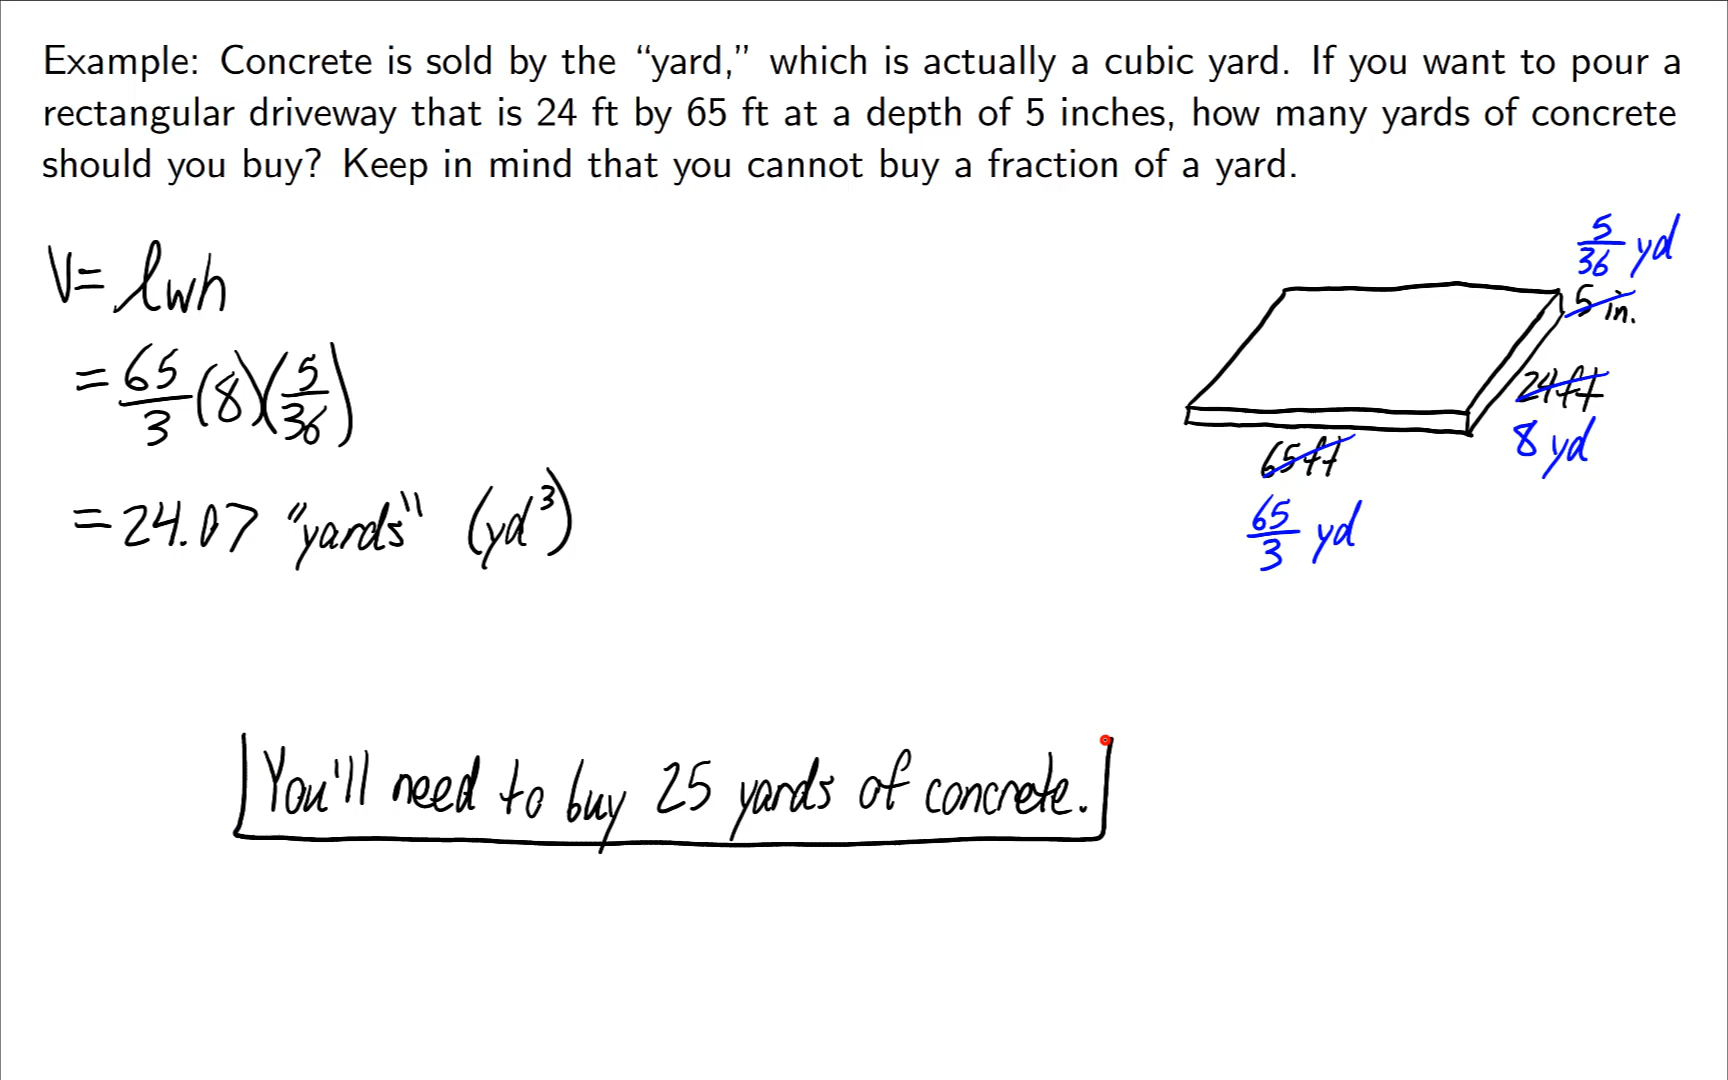 Example: Concrete is sold by the “yard,” which is actually a cubic yard. If you want to pour a
rectangular driveway that is 24 ft by 65 ft at a depth of 5 inches, how many yards of concrete
should you buy? Keep in mind that you cannot buy a fraction of a yard.
V= lwh
= 65/3 (8)(5/36)
= 24.07 "yards" (yd³)
5/36 yd
5 in.
24ft
8 yd
65ft
65/3 yd
You'll need to buy 25 yards of concrete.